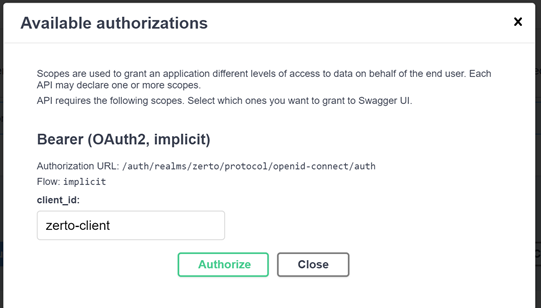 Available authorizations
×
Scopes are used to grant an application different levels of access to data on behalf of the end user. Each
API may declare one or more scopes.
API requires the following scopes. Select which ones you want to grant to Swagger UI.
Bearer (OAuth2, implicit)
Authorization URL: /auth/realms/zerto/protocol/openid-connect/auth
Flow: implicit
client_id:
zerto-client
Authorize Close